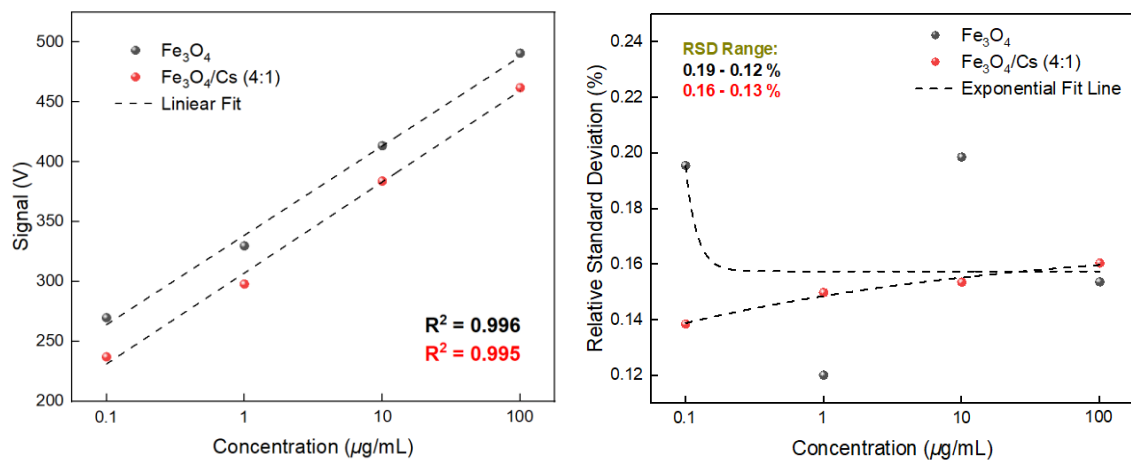 500
450
400
350
300
250
200
Signal (V)
Fe₃O₄
Fe₃O₄/Cs (4:1)
Liniear Fit
R² = 0.996
R² = 0.995
0.1
1
10
100
Concentration (µg/mL)
0.24
0.22
0.20
0.18
0.16
0.14
0.12
Relative Standard Deviation (%)
RSD Range:
0.19 - 0.12 %
0.16 - 0.13 %
Fe₃O₄
Fe₃O₄/Cs (4:1)
Exponential Fit Line
0.1
1
10
100
Concentration (µg/mL)